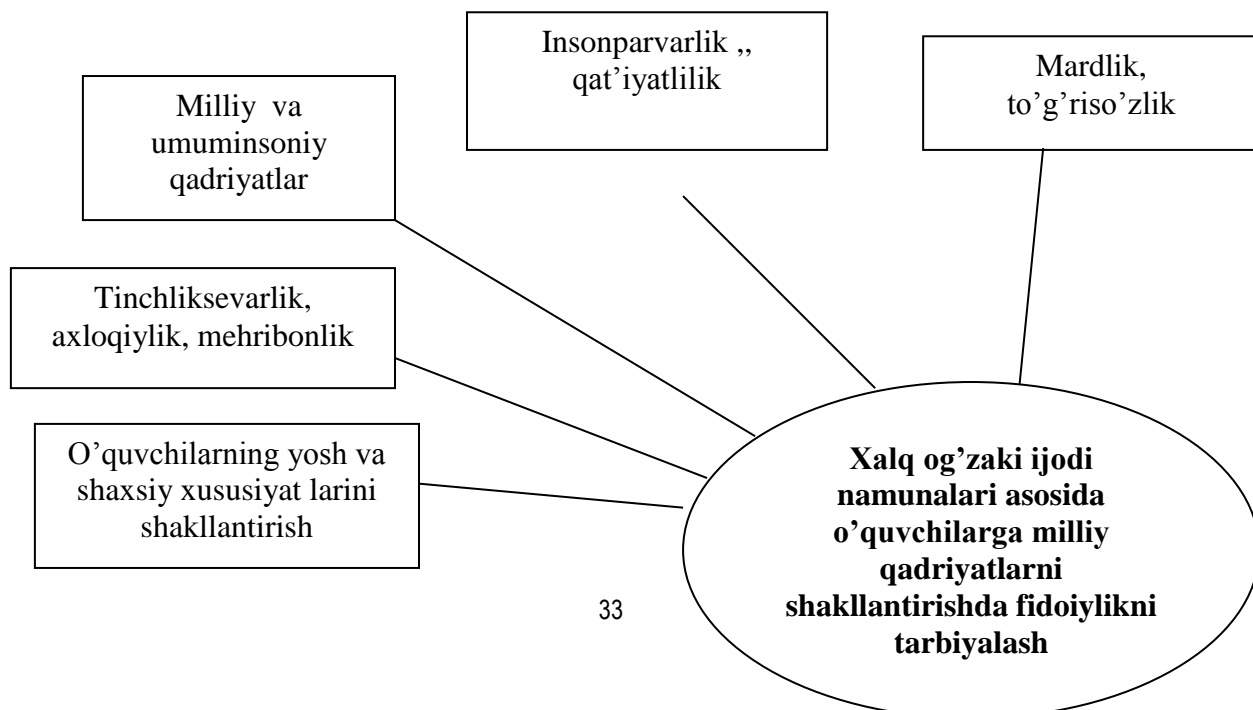 Insonparvarlik ,,
qat’iyatlilik
Mardlik,
to’g’riso’zlik
Milliy va
umuminsoniy
qadriyatlar
Tinchliksevarlik,
axloqiylik, mehribonlik
O’quvchilarning yosh va
shaxsiy xususiyat larini
shakllantirish
Xalq og’zaki ijodi
namunalari asosida
o’quvchilarga milliy
qadriyatlarni
shakllantirishda fidoiylikni
tarbiyalash
33